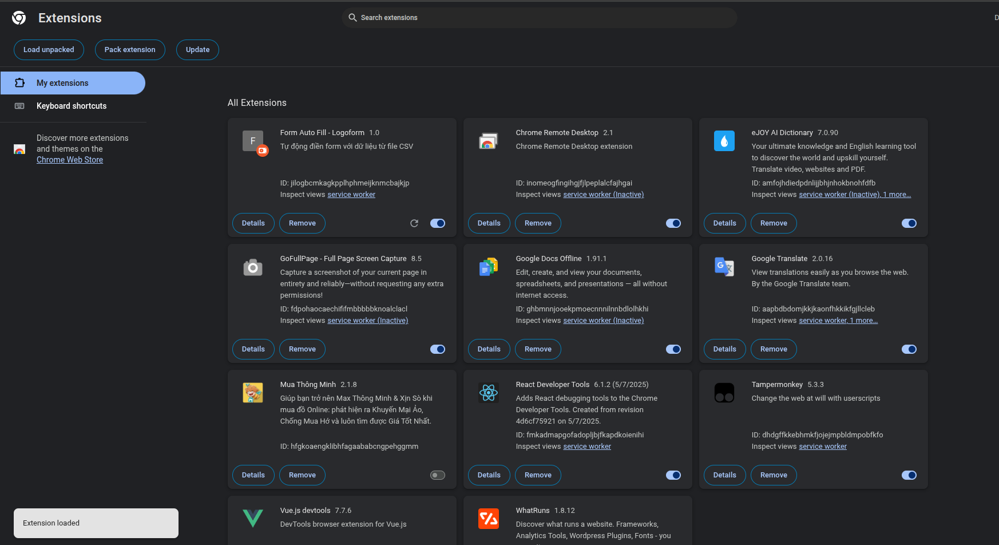 Extensions
Search extensions
D
Load unpacked
Pack extension
Update
My extensions
Keyboard shortcuts
Discover more extensions
and themes on the
Chrome Web Store
All Extensions
F
Form Auto Fill - Logoform 1.0
Tự động điền form với dữ liệu từ file CSV
ID: jilogbcmkagkpplhphmeijknmcbajkjp
Inspect views service worker
Details
Remove
Chrome Remote Desktop 2.1
Chrome Remote Desktop extension
ID: inomeogfingihgjfjlpeplalcfajhgai
Inspect views service worker (Inactive)
Details
Remove
eJOY AI Dictionary 7.0.90
Your ultimate knowledge and English learning tool
to discover the world and upskill yourself.
Translate video, websites and PDF.
ID: amfojhdiedpdnlijjbhjnhokbnohfdfb
Inspect views service worker (Inactive), 1 more...
Details
Remove
GoFullPage - Full Page Screen Capture 8.5
Capture a screenshot of your current page in
entirety and reliably—without requesting any extra
permissions!
ID: fdpohaocaechififmbbbbbknoalclacl
Inspect views service worker (Inactive)
Details
Remove
Google Docs Offline 1.91.1
Edit, create, and view your documents,
spreadsheets, and presentations — all without
internet access.
ID: ghbmnnjooekpmoecnnnilnnbdlolhkhi
Inspect views service worker (Inactive)
Details
Remove
Google Translate 2.0.16
View translations easily as you browse the web.
By the Google Translate team.
ID: aapbdbdomjkkjkaonfhkkikfgjllcleb
Inspect views service worker, 1 more...
Details
Remove
Mua Thông Minh 2.1.8
Giúp bạn trở nên Max Thông Minh & Xịn Sò khi
mua đồ Online: phát hiện ra Khuyến Mại Ảo,
Chống Mua Hớ và luôn tìm được Giá Tốt Nhất.
ID: hfgkoaengklibhfagaababcngpehggmm
Details
Remove
React Developer Tools 6.1.2 (5/7/2025)
Adds React debugging tools to the Chrome
Developer Tools. Created from revision
4d6cf75921 on 5/7/2025.
ID: fmkadmapgofadopljbjfkapdkoienihi
Inspect views service worker
Details
Remove
Tampermonkey 5.3.3
Change the web at will with userscripts
ID: dhdgffkkebhmkfjojejmpbldmpobfkfo
Inspect views service worker
Details
Remove
Vue.js devtools 7.7.6
DevTools browser extension for Vue.js
WhatRuns 1.8.12
Discover what runs a website. Frameworks,
Analytics Tools, Wordpress Plugins, Fonts - you
Extension loaded